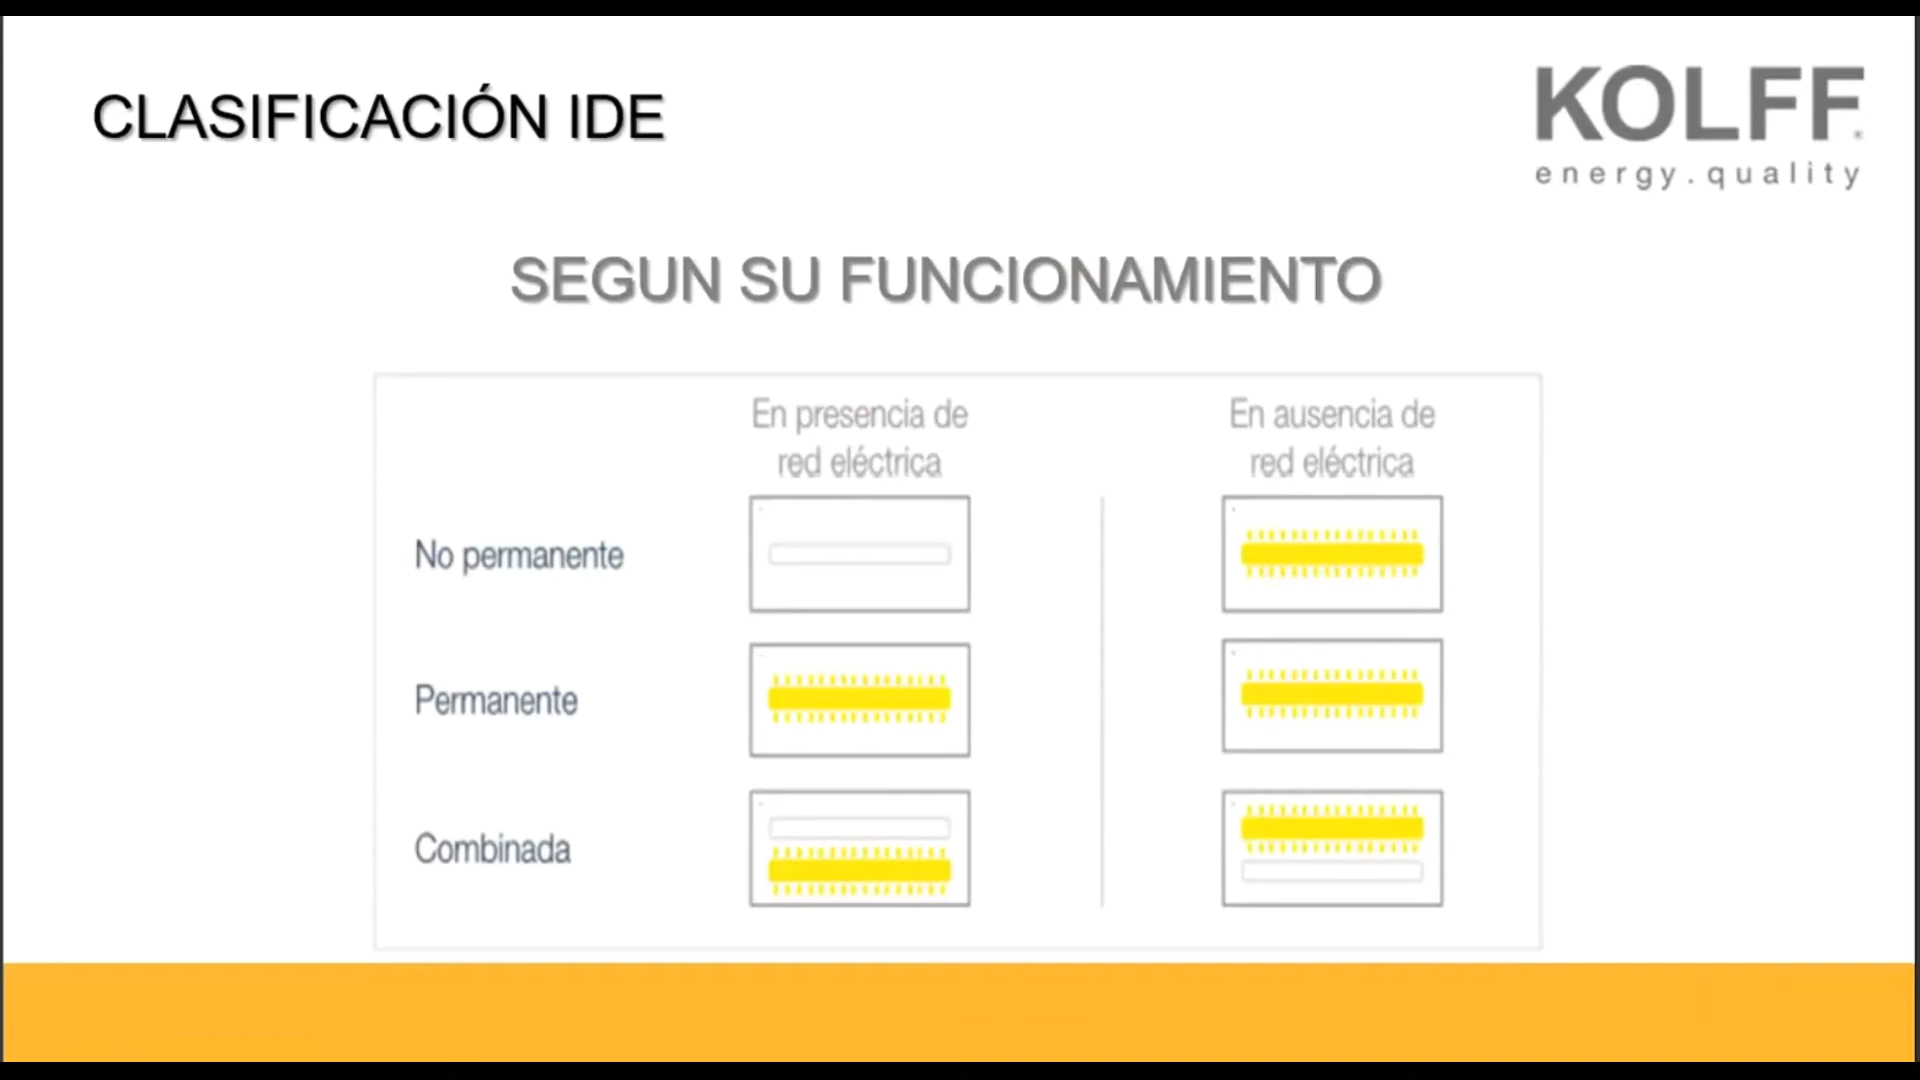 CLASIFICACIÓN IDE
KOLFF
energy.quality
SEGUN SU FUNCIONAMIENTO
En presencia de
red eléctrica
En ausencia de
red eléctrica
No permanente
Permanente
Combinada